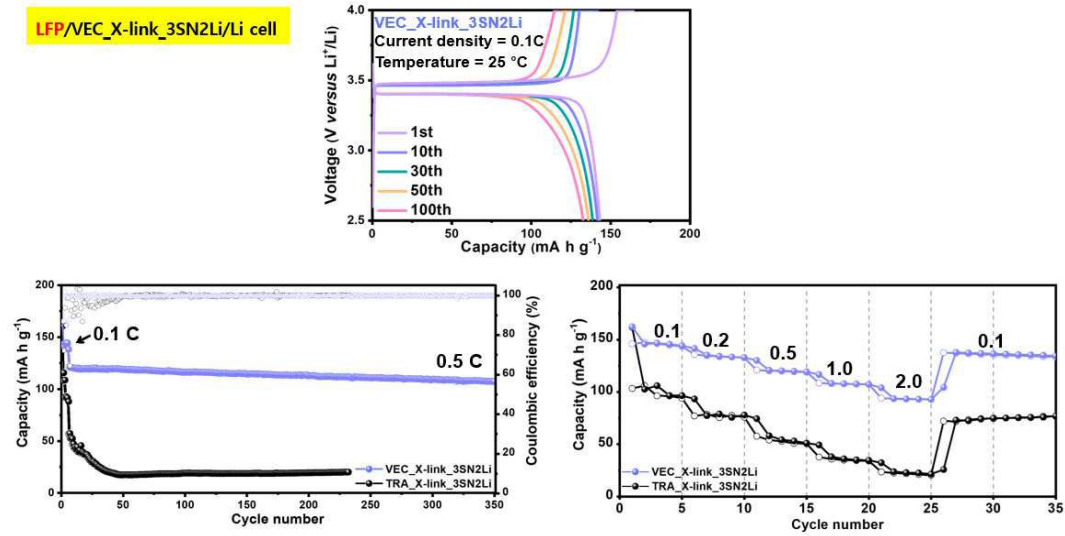 LFP/VEC_X-link_3SN2Li/Li cell
VEC_X-link_3SN2Li
Current density = 0.1C
Temperature = 25 °C
1st
10th
30th
50th
100th
Voltage (V versus Li⁺/Li)
4.0
3.5
3.0
2.5
0 50 100 150 200
Capacity (mA h g⁻¹)
Capacity (mA h g⁻¹)
200
150
100
50
0
0.1 C
0.5 C
VEC_X-link_3SN2Li
TRA_X-link_3SN2Li
Coulombic efficiency (%)
100
80
60
40
20
0
0 50 100 150 200 250 300 350
Cycle number
Capacity (mA h g⁻¹)
200
150
100
50
0
0.1 0.2 0.5 1.0 2.0 0.1
VEC_X-link_3SN2Li
TRA_X-link_3SN2Li
0 5 10 15 20 25 30 35
Cycle number